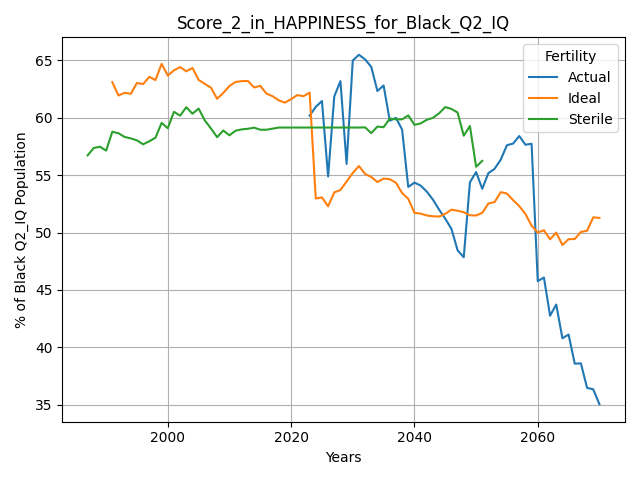 Score_2_in_HAPPINESS_for_Black_Q2_IQ
Fertility
Actual
Ideal
Sterile
% of Black Q2_IQ Population
65
60
55
50
45
40
35
2000
2020
2040
2060
Years